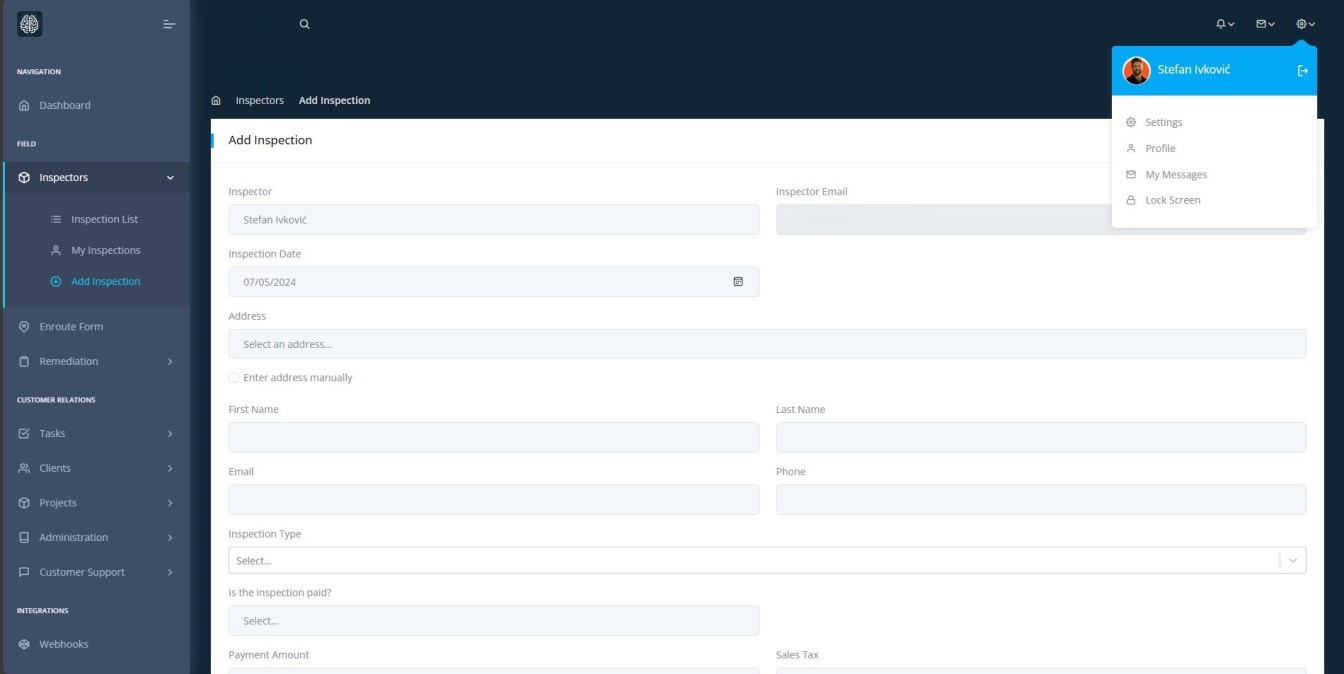 NAVIGATION
Dashboard
FIELD
Inspectors
Inspection List
My Inspections
Add Inspection
Enroute Form
Remediation
CUSTOMER RELATIONS
Tasks
Clients
Projects
Administration
Customer Support
INTEGRATIONS
Webhooks
Inspectors Add Inspection
Stefan Ivković
Settings
Profile
My Messages
Lock Screen
Add Inspection
Inspector
Stefan Ivković
Inspector Email
Inspection Date
07/05/2024
Address
Select an address...
Enter address manually
First Name
Last Name
Email
Phone
Inspection Type
Select...
Is the inspection paid?
Select...
Payment Amount
Sales Tax